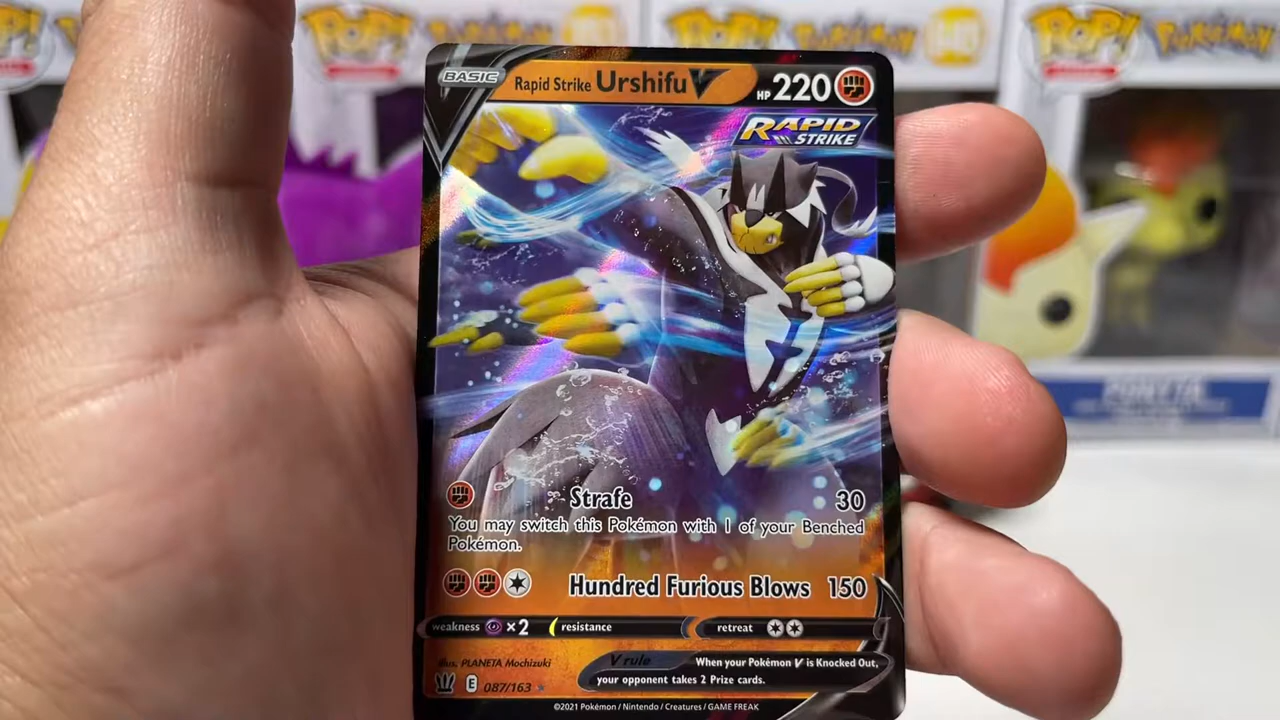 POP! POKÉMON
POP! POKÉMON
POP! POKÉMON
BASIC
Rapid Strike Urshifu V
HP 220
RAPID
STRIKE
PONYTA
Strafe 30
You may switch this Pokémon with 1 of your Benched
Pokémon.
Hundred Furious Blows 150
weakness ×2 resistance retreat
Illus. PLANETA Mochizuki
V rule When your Pokémon V is Knocked Out,
your opponent takes 2 Prize cards.
E 087/163
©2021 Pokémon / Nintendo / Creatures / GAME FREAK